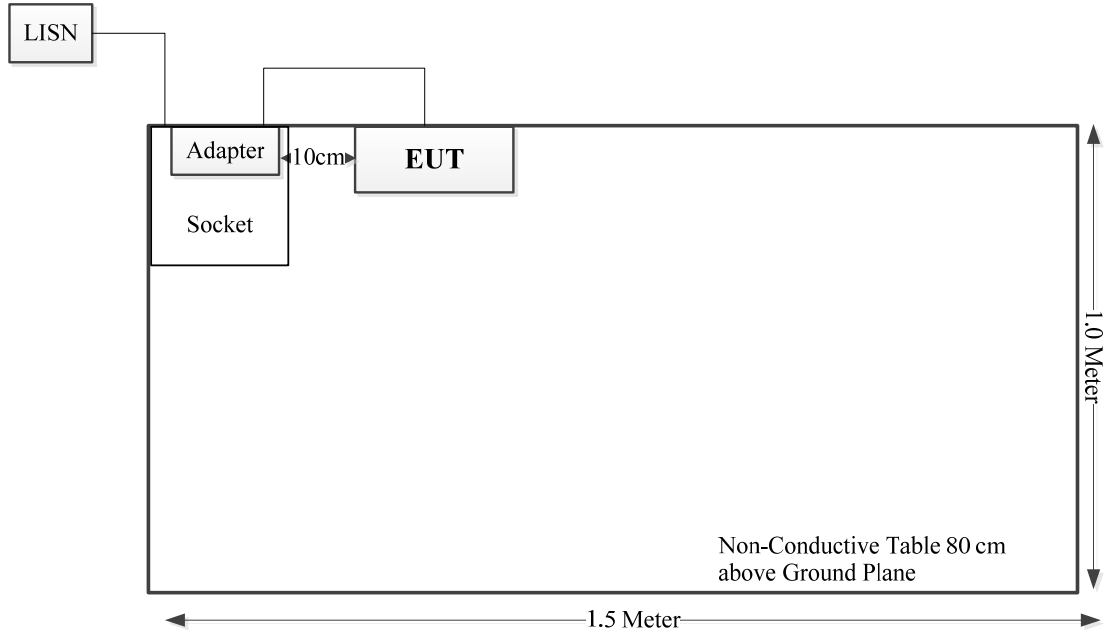 LISN
Adapter
10cm
EUT
Socket
1.0 Meter
Non-Conductive Table 80 cm
above Ground Plane
1.5 Meter